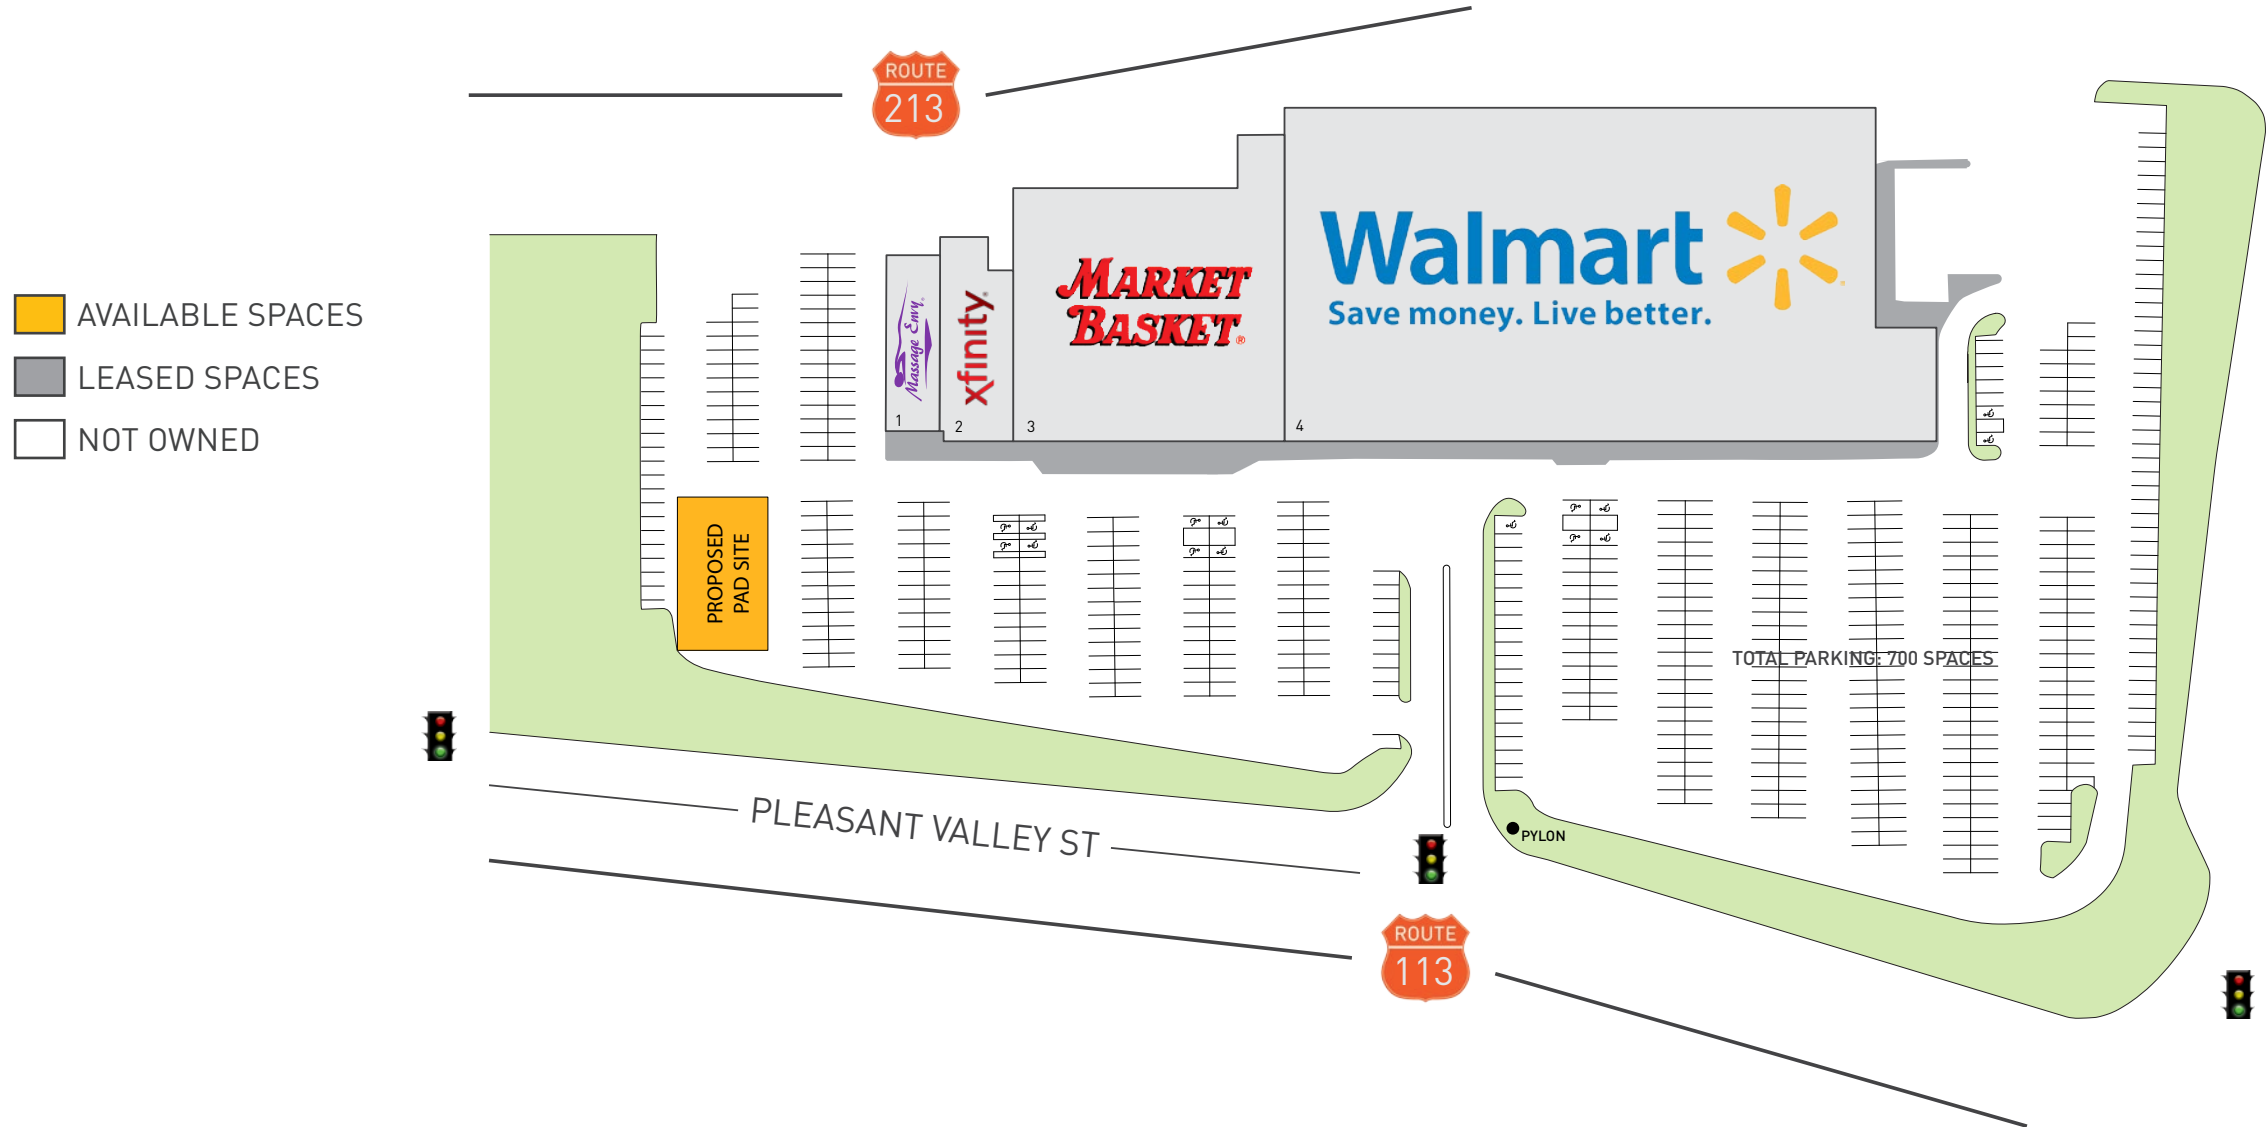 ROUTE
213
AVAILABLE SPACES
LEASED SPACES
NOT OWNED
Massage Envy®
1
xfinity®
2
MARKET
BASKET®
3
Walmart
Save money. Live better.
4
PROPOSED
PAD SITE
TOTAL PARKING: 700 SPACES
PLEASANT VALLEY ST
PYLON
ROUTE
113